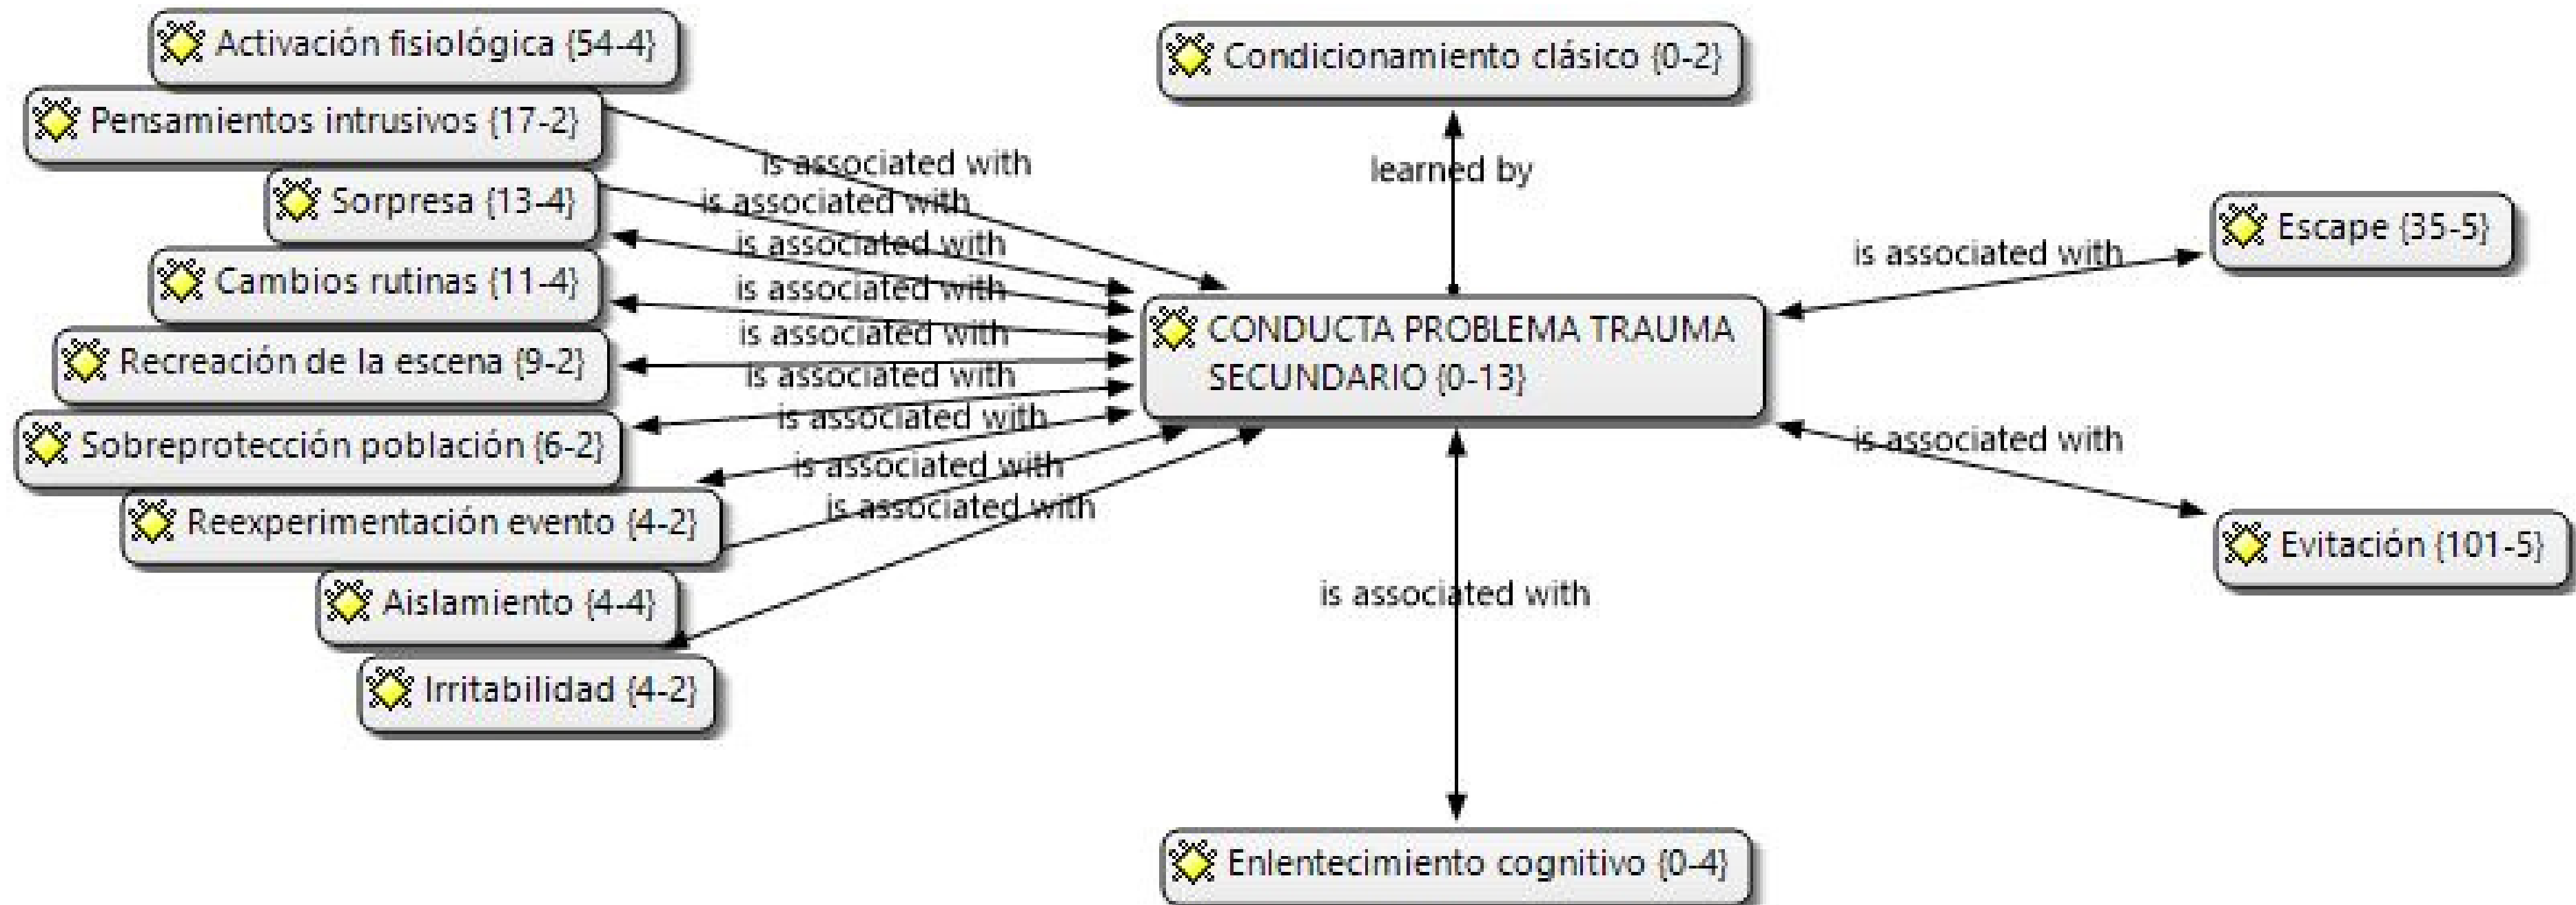 Activación fisiológica {54-4}
Pensamientos intrusivos {17-2}
Sorpresa {13-4}
Cambios rutinas {11-4}
Recreación de la escena {9-2}
Sobreprotección población {6-2}
Reexperimentación evento {4-2}
Aislamiento {4-4}
Irritabilidad {4-2}
is associated with
is associated with
is associated with
is associated with
is associated with
is associated with
is associated with
is associated with
is associated with
Condicionamiento clásico {0-2}
learned by
CONDUCTA PROBLEMA TRAUMA
SECUNDARIO {0-13}
is associated with
Enlentecimiento cognitivo {0-4}
is associated with
Escape {35-5}
is associated with
Evitación {101-5}